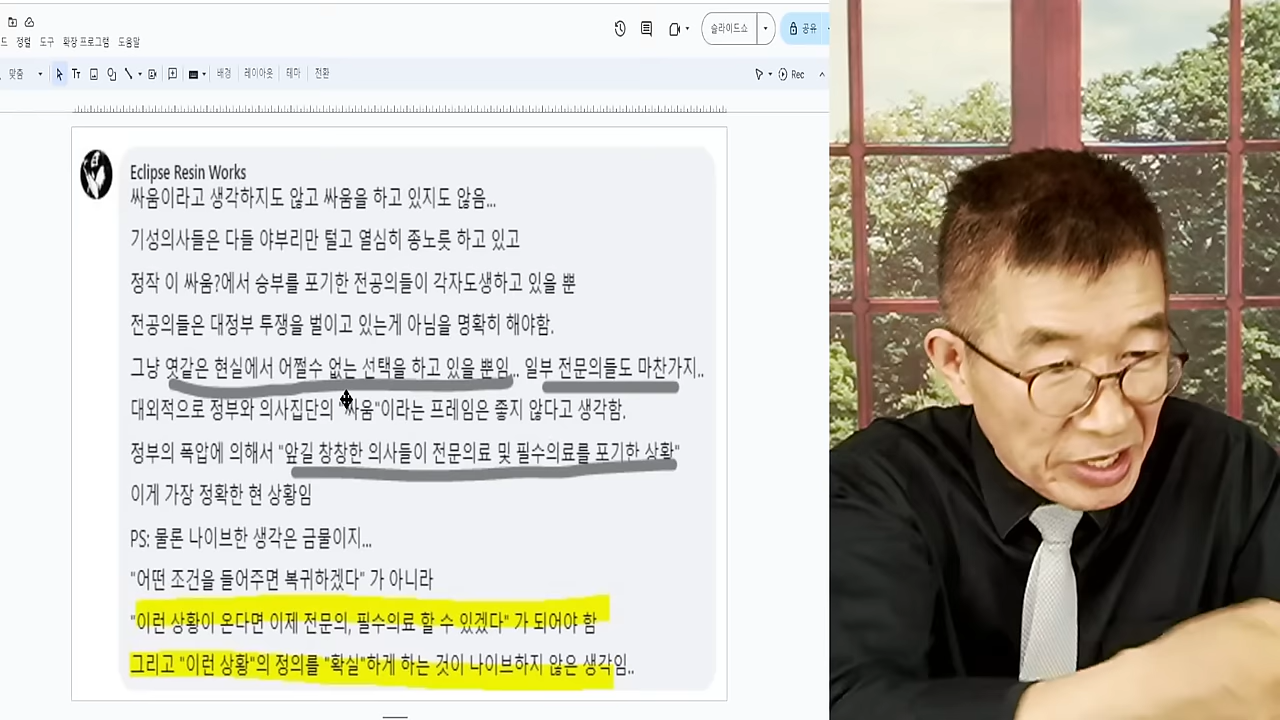 드 정렬 도구 확장 프로그램 도움말
슬라이드쇼
공유
맞춤
Tr
배경 레이아웃 테마 전환
Rec
Eclipse Resin Works
싸움이라고 생각하지도 않고 싸움을 하고 있지도 않음...
기성의사들은 다들 야부리만 털고 열심히 종노릇 하고 있고
정작 이 싸움?에서 승부를 포기한 전공의들이 각자도생하고 있을 뿐
전공의들은 대정부 투쟁을 벌이고 있는게 아님을 명확히 해야함.
그냥 엿같은 현실에서 어쩔수 없는 선택을 하고 있을 뿐임... 일부 전문의들도 마찬가지..
대외적으로 정부와 의사집단의 "싸움"이라는 프레임은 좋지 않다고 생각함.
정부의 폭압에 의해서 "앞길 창창한 의사들이 전문의료 및 필수의료를 포기한 상황"
이게 가장 정확한 현 상황임
PS: 물론 나이브한 생각은 금물이지...
"어떤 조건을 들어주면 복귀하겠다" 가 아니라
"이런 상황이 온다면 이제 전문의, 필수의료 할 수 있겠다" 가 되어야 함
그리고 "이런 상황"의 정의를 "확실"하게 하는 것이 나이브하지 않은 생각임..